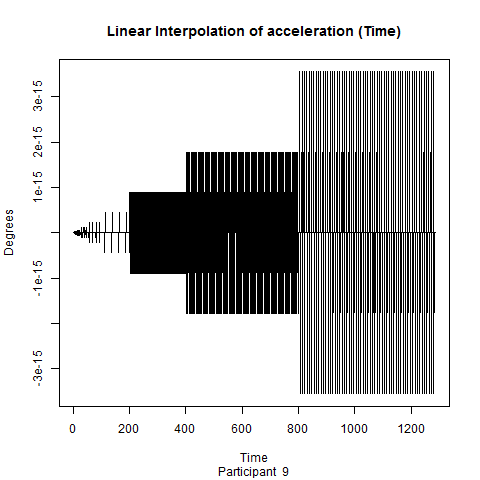 Linear Interpolation of acceleration (Time)
3e-15
2e-15
1e-15
-1e-15
-3e-15
Degrees
0 200 400 600 800 1000 1200
Time
Participant 9